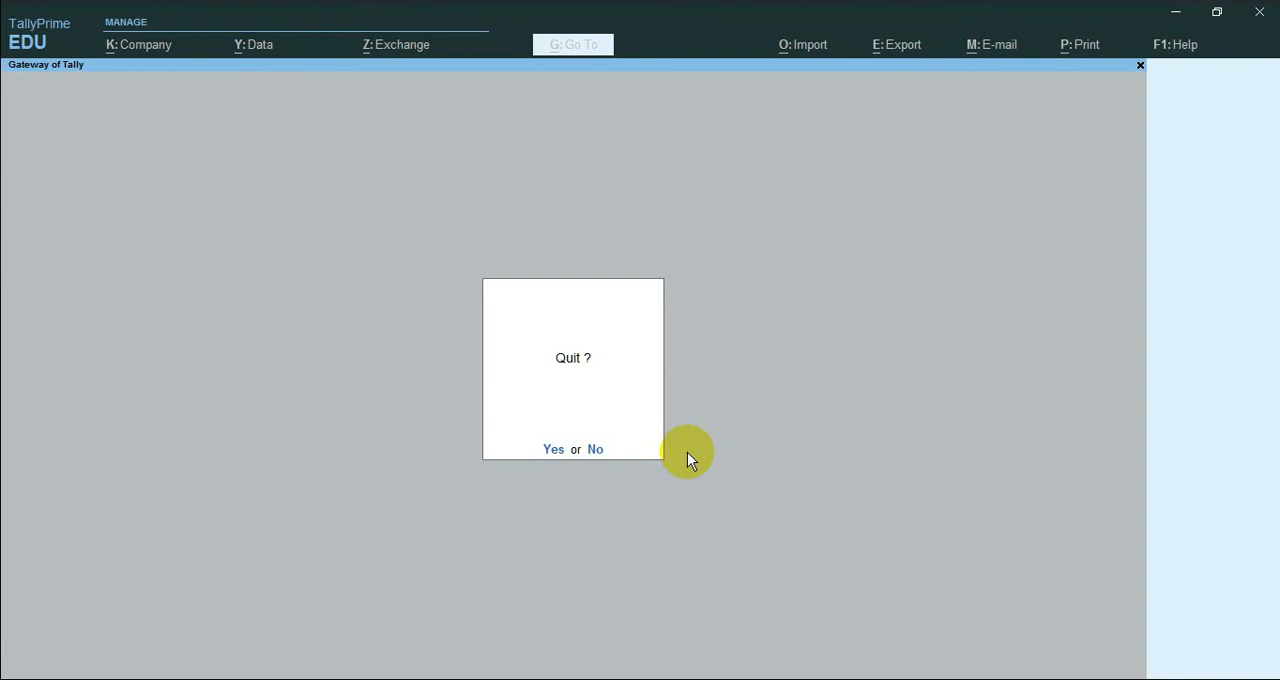 TallyPrime
EDU
MANAGE
K: Company Y: Data Z: Exchange G: Go To O: Import E: Export M: E-mail P: Print F1: Help
Gateway of Tally
Quit ?
Yes or No